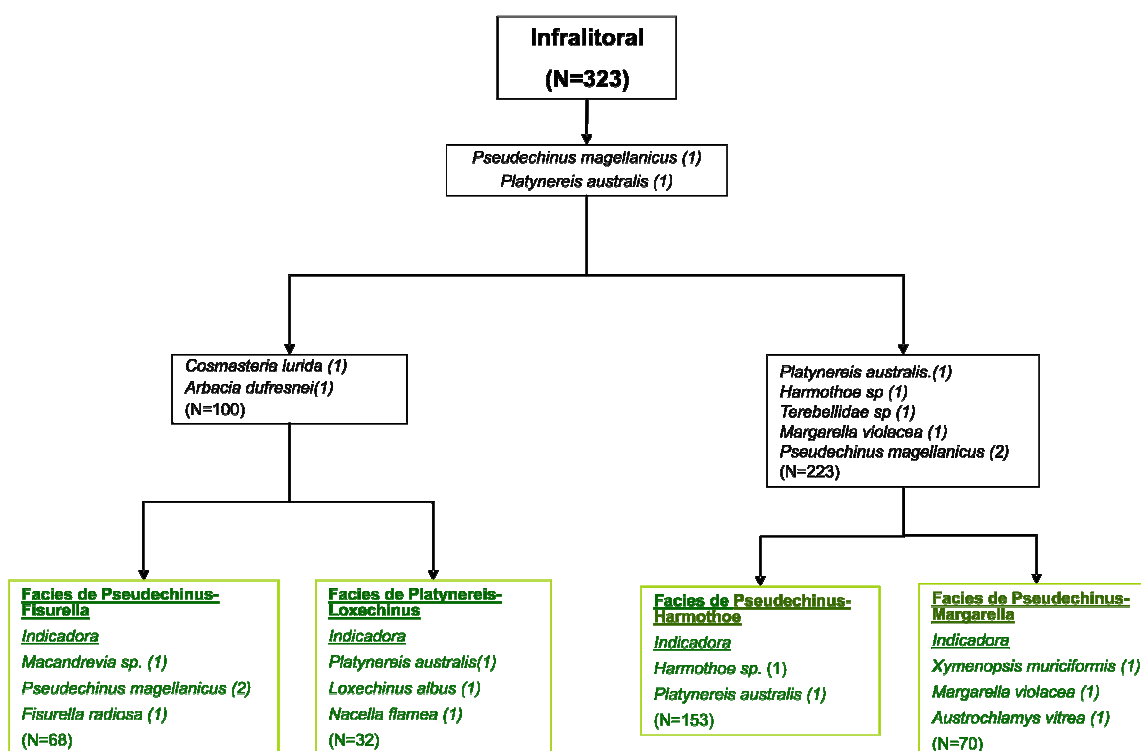 Infralitoral
(N=323)
Pseudechinus magellanicus (1)
Platynereis australis (1)
Cosmasteria lurida (1)
Arbacia dufresnei(1)
(N=100)
Platynereis australis.(1)
Harmothoe sp (1)
Terebellidae sp (1)
Margarella violacea (1)
Pseudechinus magellanicus (2)
(N=223)
Facies de Pseudechinus-
Fisurella
Indicadora
Macandrevia sp. (1)
Pseudechinus magellanicus (2)
Fisurella radiosa (1)
(N=68)
Facies de Platynereis-
Loxechinus
Indicadora
Platynereis australis(1)
Loxechinus albus (1)
Nacella flamea (1)
(N=32)
Facies de Pseudechinus-
Harmothoe
Indicadora
Harmothoe sp. (1)
Platynereis australis (1)
(N=153)
Facies de Pseudechinus-
Margarella
Indicadora
Xymenopsis muriciformis (1)
Margarella violacea (1)
Austrochlamys vitrea (1)
(N=70)